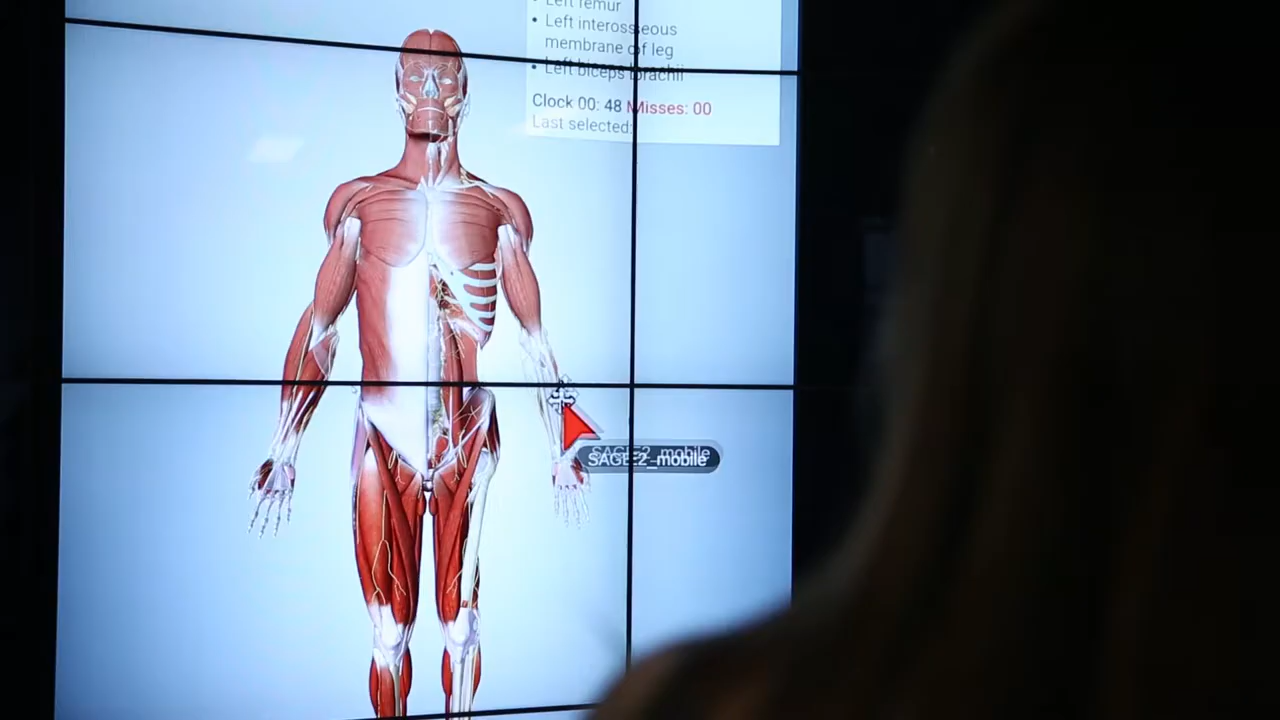 • Left femur
• Left interosseous
membrane of leg
• Left biceps brachii
Clock 00: 48 Misses: 00
Last selected:
SAGE2_mobile